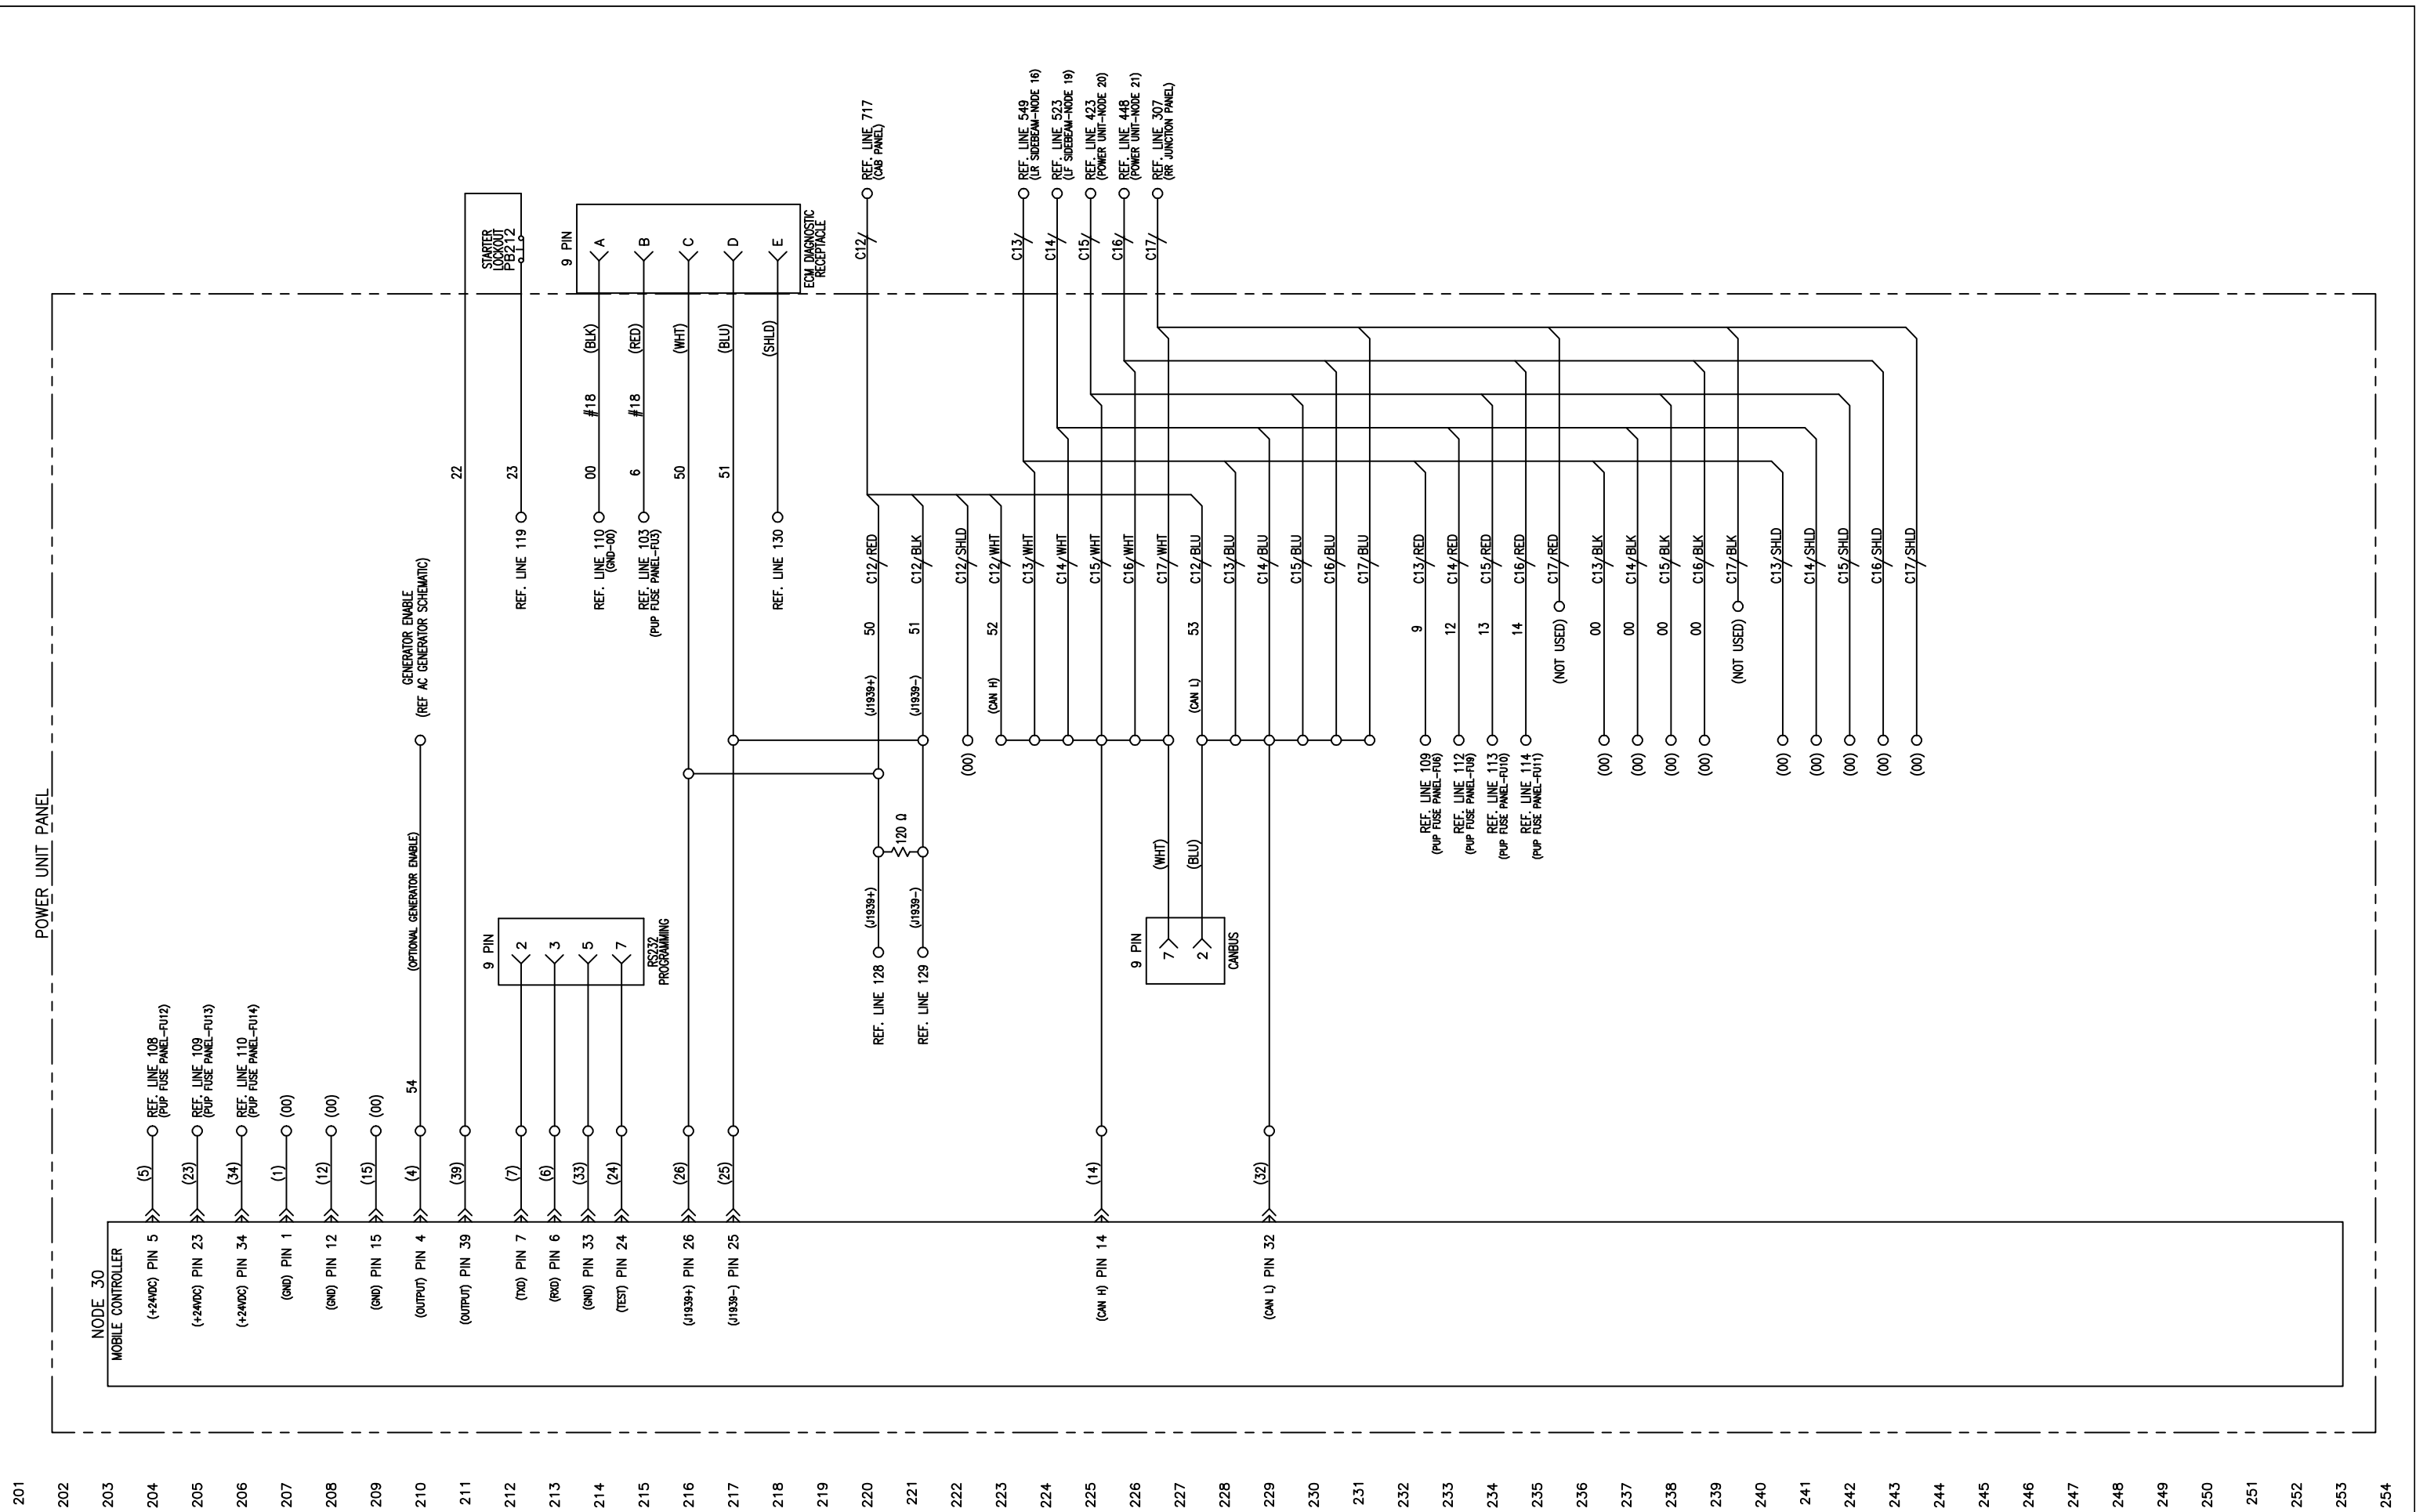 POWER UNIT PANEL
NODE 30
MOBILE CONTROLLER
201
202
203
204
(+24VDC) PIN 5
(5)
REF. LINE 108
(PUP FUSE PANEL-FU12)
205
(+24VDC) PIN 23
(23)
REF. LINE 109
(PUP FUSE PANEL-FU13)
206
(+24VDC) PIN 34
(34)
REF. LINE 110
(PUP FUSE PANEL-FU14)
207
(GND) PIN 1
(1)
(00)
208
(GND) PIN 12
(12)
(00)
209
(GND) PIN 15
(15)
(00)
210
(OUTPUT) PIN 4
(4)
54
(OPTIONAL GENERATOR ENABLE)
GENERATOR ENABLE
(REF AC GENERATOR SCHEMATIC)
211
(OUTPUT) PIN 39
(39)
22
212
(TXD) PIN 7
(7)
9 PIN
2
REF. LINE 119
23
STARTER
LOCKOUT
PB212
213
(RXD) PIN 6
(6)
3
9 PIN
214
(GND) PIN 33
(33)
5
REF. LINE 110
(GND-00)
00
#18
(BLK)
A
215
(TEST) PIN 24
(24)
7
RS232
PROGRAMMING
REF. LINE 103
(PUP FUSE PANEL-FU3)
6
#18
(RED)
B
216
(J1939+) PIN 26
(26)
50
(WHT)
C
217
(J1939-) PIN 25
(25)
51
(BLU)
D
218
REF. LINE 130
(SHLD)
E
ECM DIAGNOSTIC
RECEPTACLE
219
220
REF. LINE 128
(J1939+)
120 Ω
(J1939+)
50
C12/RED
C12
REF. LINE 717
(CAB PANEL)
221
REF. LINE 129
(J1939-)
(J1939-)
51
C12/BLK
222
(00)
C12/SHLD
223
(CAN H)
52
C12/WHT
C13/WHT
C13
REF. LINE 549
(LR SIDEBEAM-NODE 16)
224
C14/WHT
C14
REF. LINE 523
(LF SIDEBEAM-NODE 19)
225
(CAN H) PIN 14
(14)
C15/WHT
C15
REF. LINE 423
(POWER UNIT-NODE 20)
226
C16/WHT
C16
REF. LINE 448
(POWER UNIT-NODE 21)
227
9 PIN
7
(WHT)
C17/WHT
C17
REF. LINE 307
(RR JUNCTION PANEL)
2
CANBUS
(BLU)
(CAN L)
53
C12/BLU
228
C13/BLU
229
(CAN L) PIN 32
(32)
C14/BLU
230
C15/BLU
C16/BLU
231
C17/BLU
232
REF. LINE 109
(PUP FUSE PANEL-FU6)
9
C13/RED
233
REF. LINE 112
(PUP FUSE PANEL-FU9)
12
C14/RED
234
REF. LINE 113
(PUP FUSE PANEL-FU10)
13
C15/RED
235
REF. LINE 114
(PUP FUSE PANEL-FU11)
14
C16/RED
(NOT USED)
C17/RED
236
(00)
00
C13/BLK
237
(00)
00
C14/BLK
238
(00)
00
C15/BLK
(00)
00
C16/BLK
239
(NOT USED)
C17/BLK
240
(00)
C13/SHLD
241
(00)
C14/SHLD
242
(00)
C15/SHLD
243
(00)
C16/SHLD
(00)
C17/SHLD
244
245
246
247
248
249
250
251
252
253
254